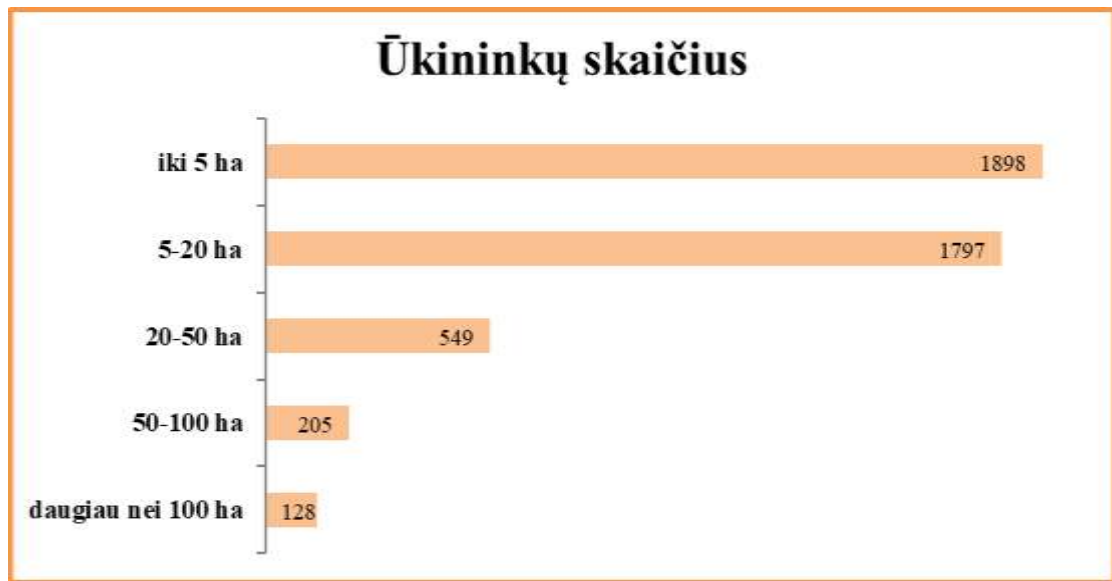 Ūkininkų skaičius
iki 5 ha 1898
5-20 ha 1797
20-50 ha 549
50-100 ha 205
daugiau nei 100 ha 128